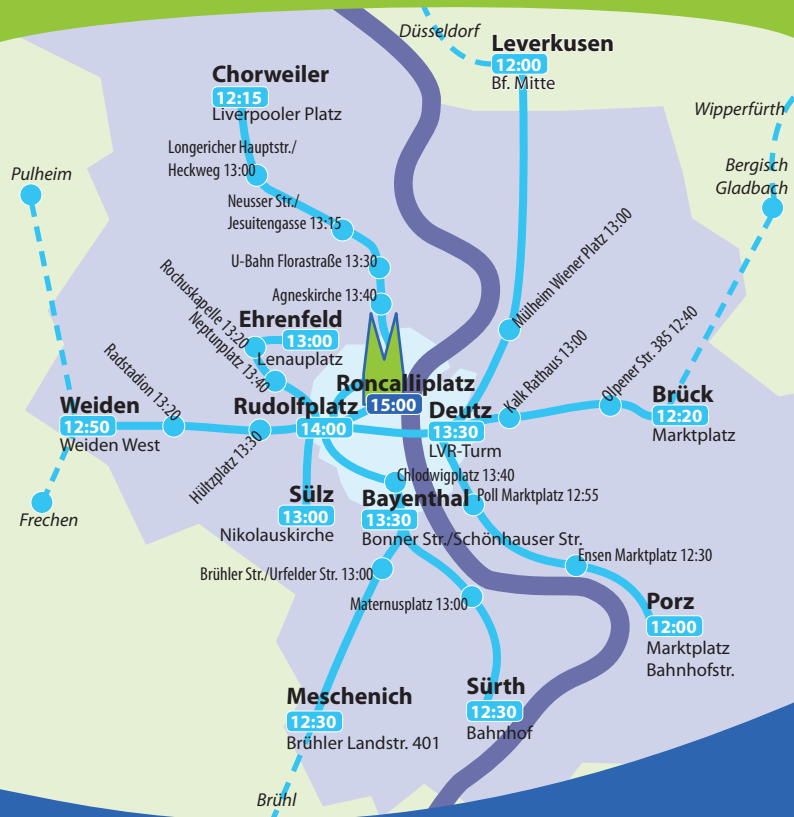 Düsseldorf
Leverkusen
12:00
Bf. Mitte
Chorweiler
12:15
Liverpooler Platz
Wipperfürth
Longericher Hauptstr./
Heckweg 13:00
Bergisch
Gladbach
Pulheim
Neusser Str./
Jesuitengasse 13:15
Mülheim Wiener Platz 13:00
U-Bahn Florastraße 13:30
Agneskirche 13:40
Rochuskapelle 13:20
Neptunplatz 13:40
Ehrenfeld
13:00
Lenauplatz
Radstadion 13:20
Kalk Rathaus 13:00
Olpener Str. 385 12:40
Roncalliplatz
15:00
Weiden
12:50
Weiden West
Rudolfplatz
14:00
Deutz
13:30
LVR-Turm
Brück
12:20
Marktplatz
Hültzplatz 13:30
Chlodwigplatz 13:40
Sülz
13:00
Nikolauskirche
Bayenthal
13:30
Bonner Str./Schönhauser Str.
Poll Marktplatz 12:55
Frechen
Ensen Marktplatz 12:30
Brühler Str./Urfelder Str. 13:00
Maternusplatz 13:00
Porz
12:00
Marktplatz
Bahnhofstr.
Meschenich
12:30
Brühler Landstr. 401
Sürth
12:30
Bahnhof
Brühl